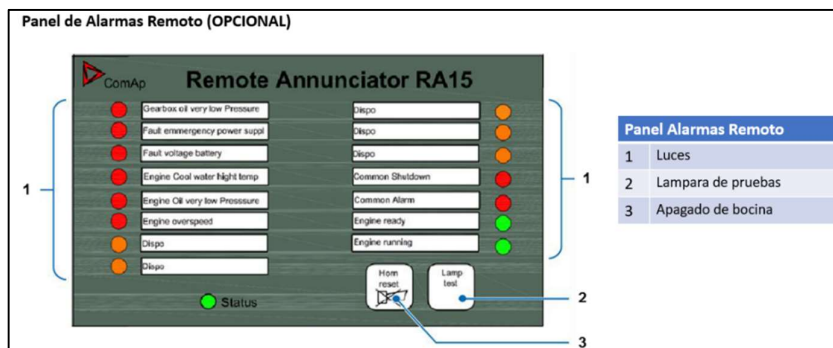 Panel de Alarmas Remoto (OPCIONAL)
ComAp
Remote Annunciator RA15
Gearbox oil very low Pressure
Fault emmergency power suppl
Fault voltage battery
Engine Cool water hight temp
Engine Oil very low Presssure
Engine overspeed
Dispo
Dispo
Dispo
Dispo
Dispo
Common Shutdown
Common Alarm
Engine ready
Engine running
1
1
Status
Horn
reset
Lamp
test
2
3
Panel Alarmas Remoto
1 Luces
2 Lampara de pruebas
3 Apagado de bocina